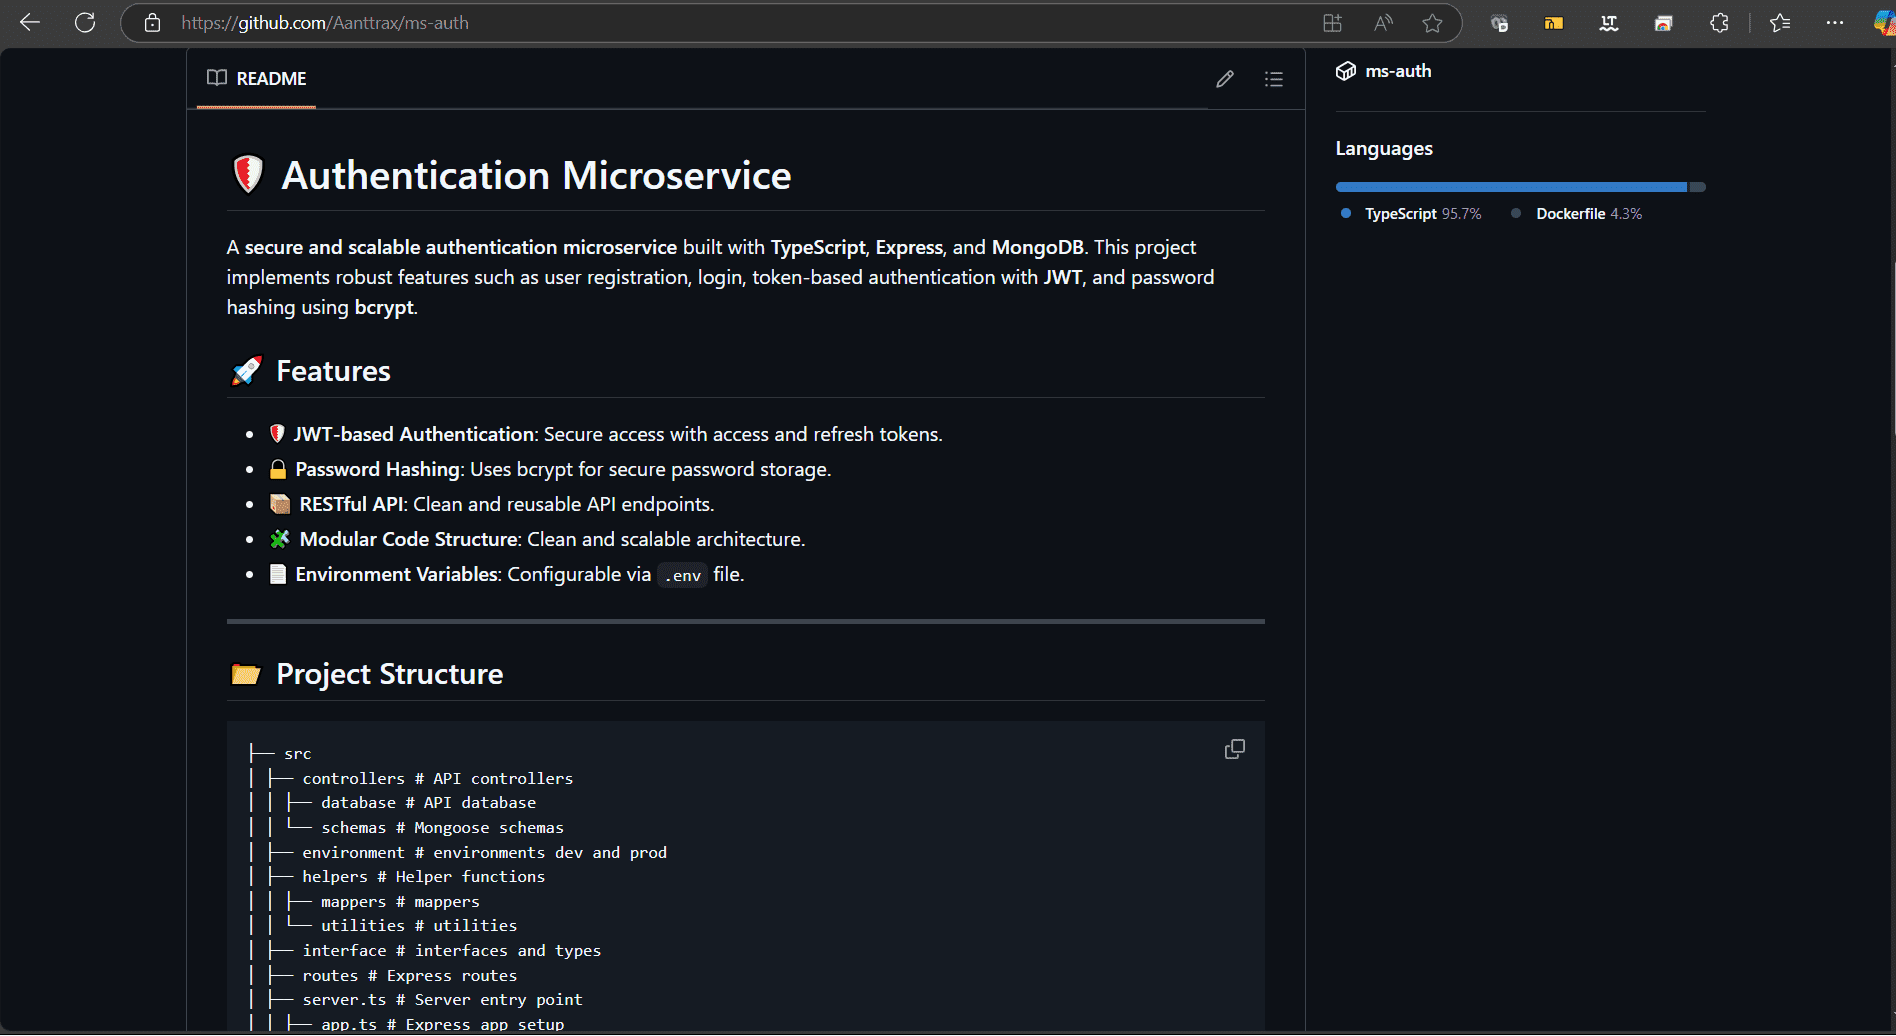 https://github.com/Aanttrax/ms-auth
README
Authentication Microservice
A secure and scalable authentication microservice built with TypeScript, Express, and MongoDB. This project
implements robust features such as user registration, login, token-based authentication with JWT, and password
hashing using bcrypt.
Features
JWT-based Authentication: Secure access with access and refresh tokens.
Password Hashing: Uses bcrypt for secure password storage.
RESTful API: Clean and reusable API endpoints.
Modular Code Structure: Clean and scalable architecture.
Environment Variables: Configurable via .env file.
Project Structure
├── src
│ ├── controllers # API controllers
│ │ ├── database # API database
│ │ └── schemas # Mongoose schemas
│ ├── environment # environments dev and prod
│ ├── helpers # Helper functions
│ │ ├── mappers # mappers
│ │ └── utilities # utilities
│ ├── interface # interfaces and types
│ ├── routes # Express routes
│ ├── server.ts # Server entry point
│ │ ├── app.ts # Express app setup
ms-auth
Languages
TypeScript 95.7%
Dockerfile 4.3%